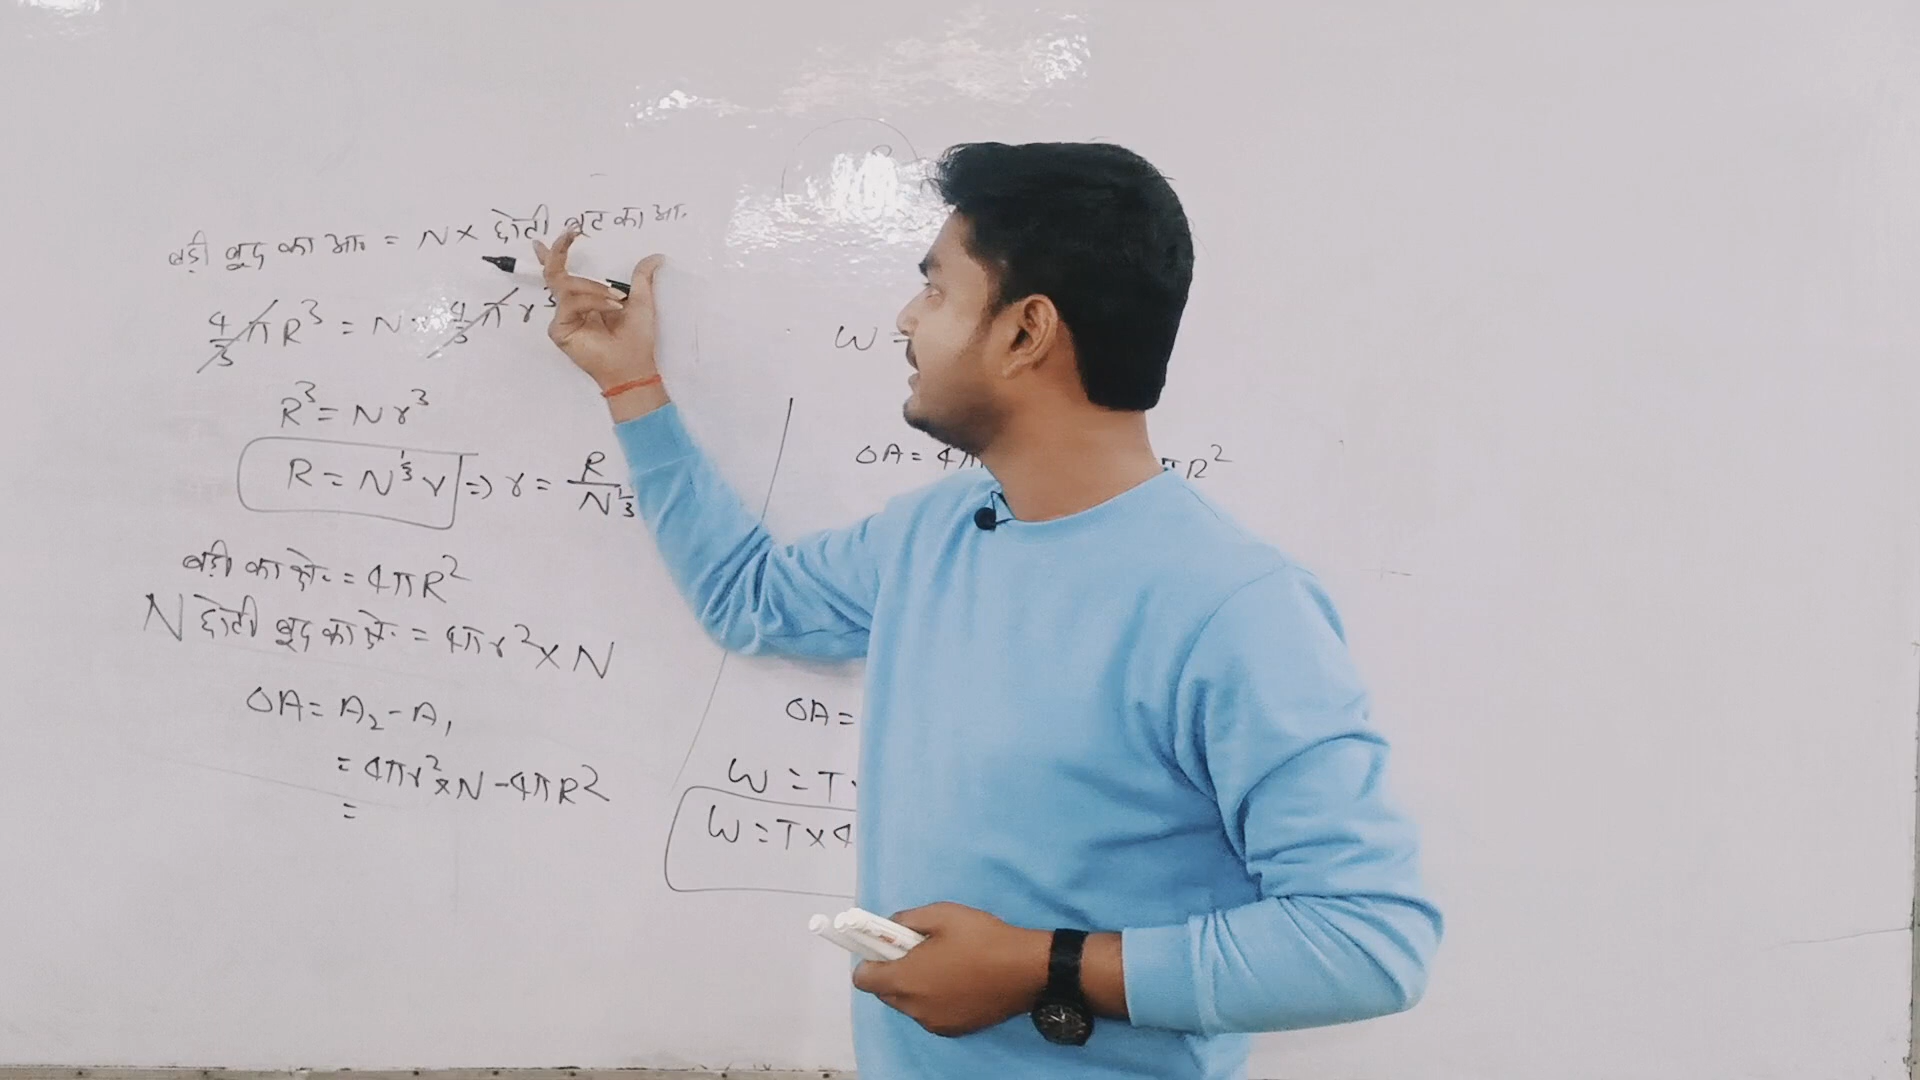 बड़ी बूद का आ. = N × छोटी बूद का आ.
4/3 π R³ = N · 4/3 π r³
R³ = N r³
R = N^1/3 r ⇒ r = R/N^1/3
बड़ी का क्षे. = 4πR²
N छोटी बूद का क्षे. = 4πr² × N
ΔA = A₂ - A₁
= 4πr² × N - 4πR²
=
W =
ΔA = 4π
πR²
ΔA =
W = T ·
W = T × 4